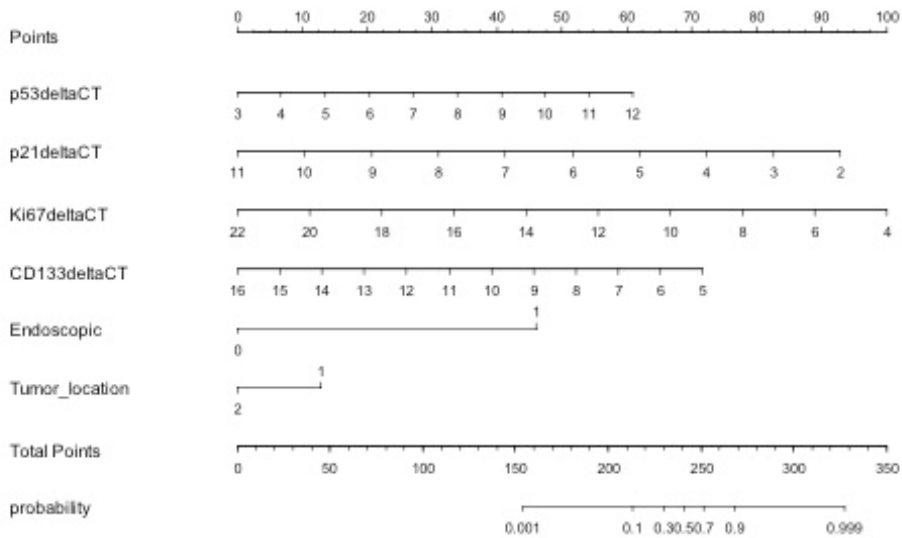 0 10 20 30 40 50 60 70 80 90 100
Points
p53deltaCT
3 4 5 6 7 8 9 10 11 12
p21deltaCT
11 10 9 8 7 6 5 4 3 2
Ki67deltaCT
22 20 18 16 14 12 10 8 6 4
CD133deltaCT
16 15 14 13 12 11 10 9 8 7 6 5
1
Endoscopic
0
1
Tumor_location
2
Total Points
0 50 100 150 200 250 300 350
probability
0.001 0.1 0.30.50.7 0.9 0.999